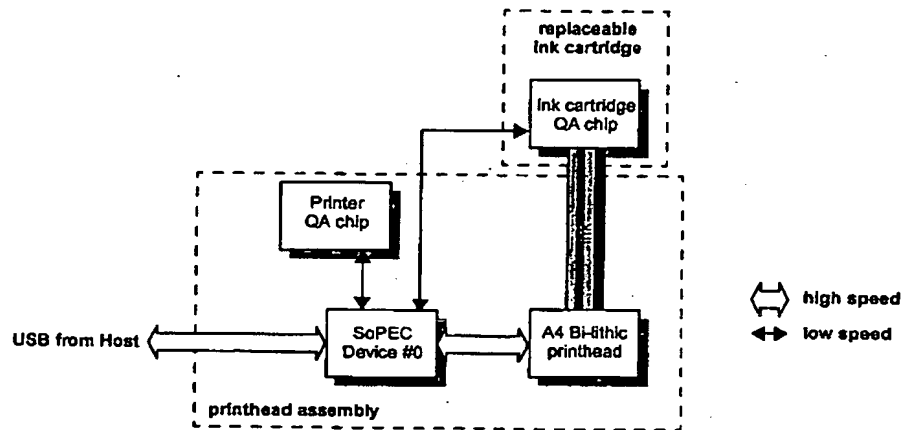 replaceable
ink cartridge
Ink cartridge
QA chip
Printer
QA chip
ink
USB from Host
SoPEC
Device #0
A4 Bi-lithic
printhead
high speed
low speed
printhead assembly